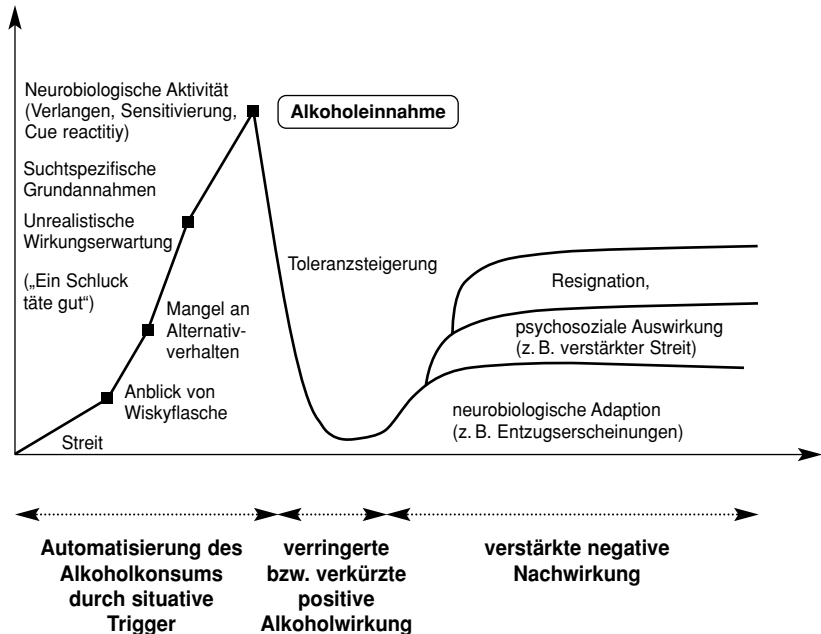 Neurobiologische Aktivität
(Verlangen, Sensitivierung,
Cue reactitiy)
Alkoholeinnahme
Suchtspezifische
Grundannahmen
Unrealistische
Wirkungserwartung
(„Ein Schluck
täte gut“)
Mangel an
Alternativ-
verhalten
Anblick von
Wiskyflasche
Streit
Toleranzsteigerung
Resignation,
psychosoziale Auswirkung
(z. B. verstärkter Streit)
neurobiologische Adaption
(z. B. Entzugserscheinungen)
Automatisierung des
Alkoholkonsums
durch situative
Trigger
verringerte
bzw. verkürzte
positive
Alkoholwirkung
verstärkte negative
Nachwirkung